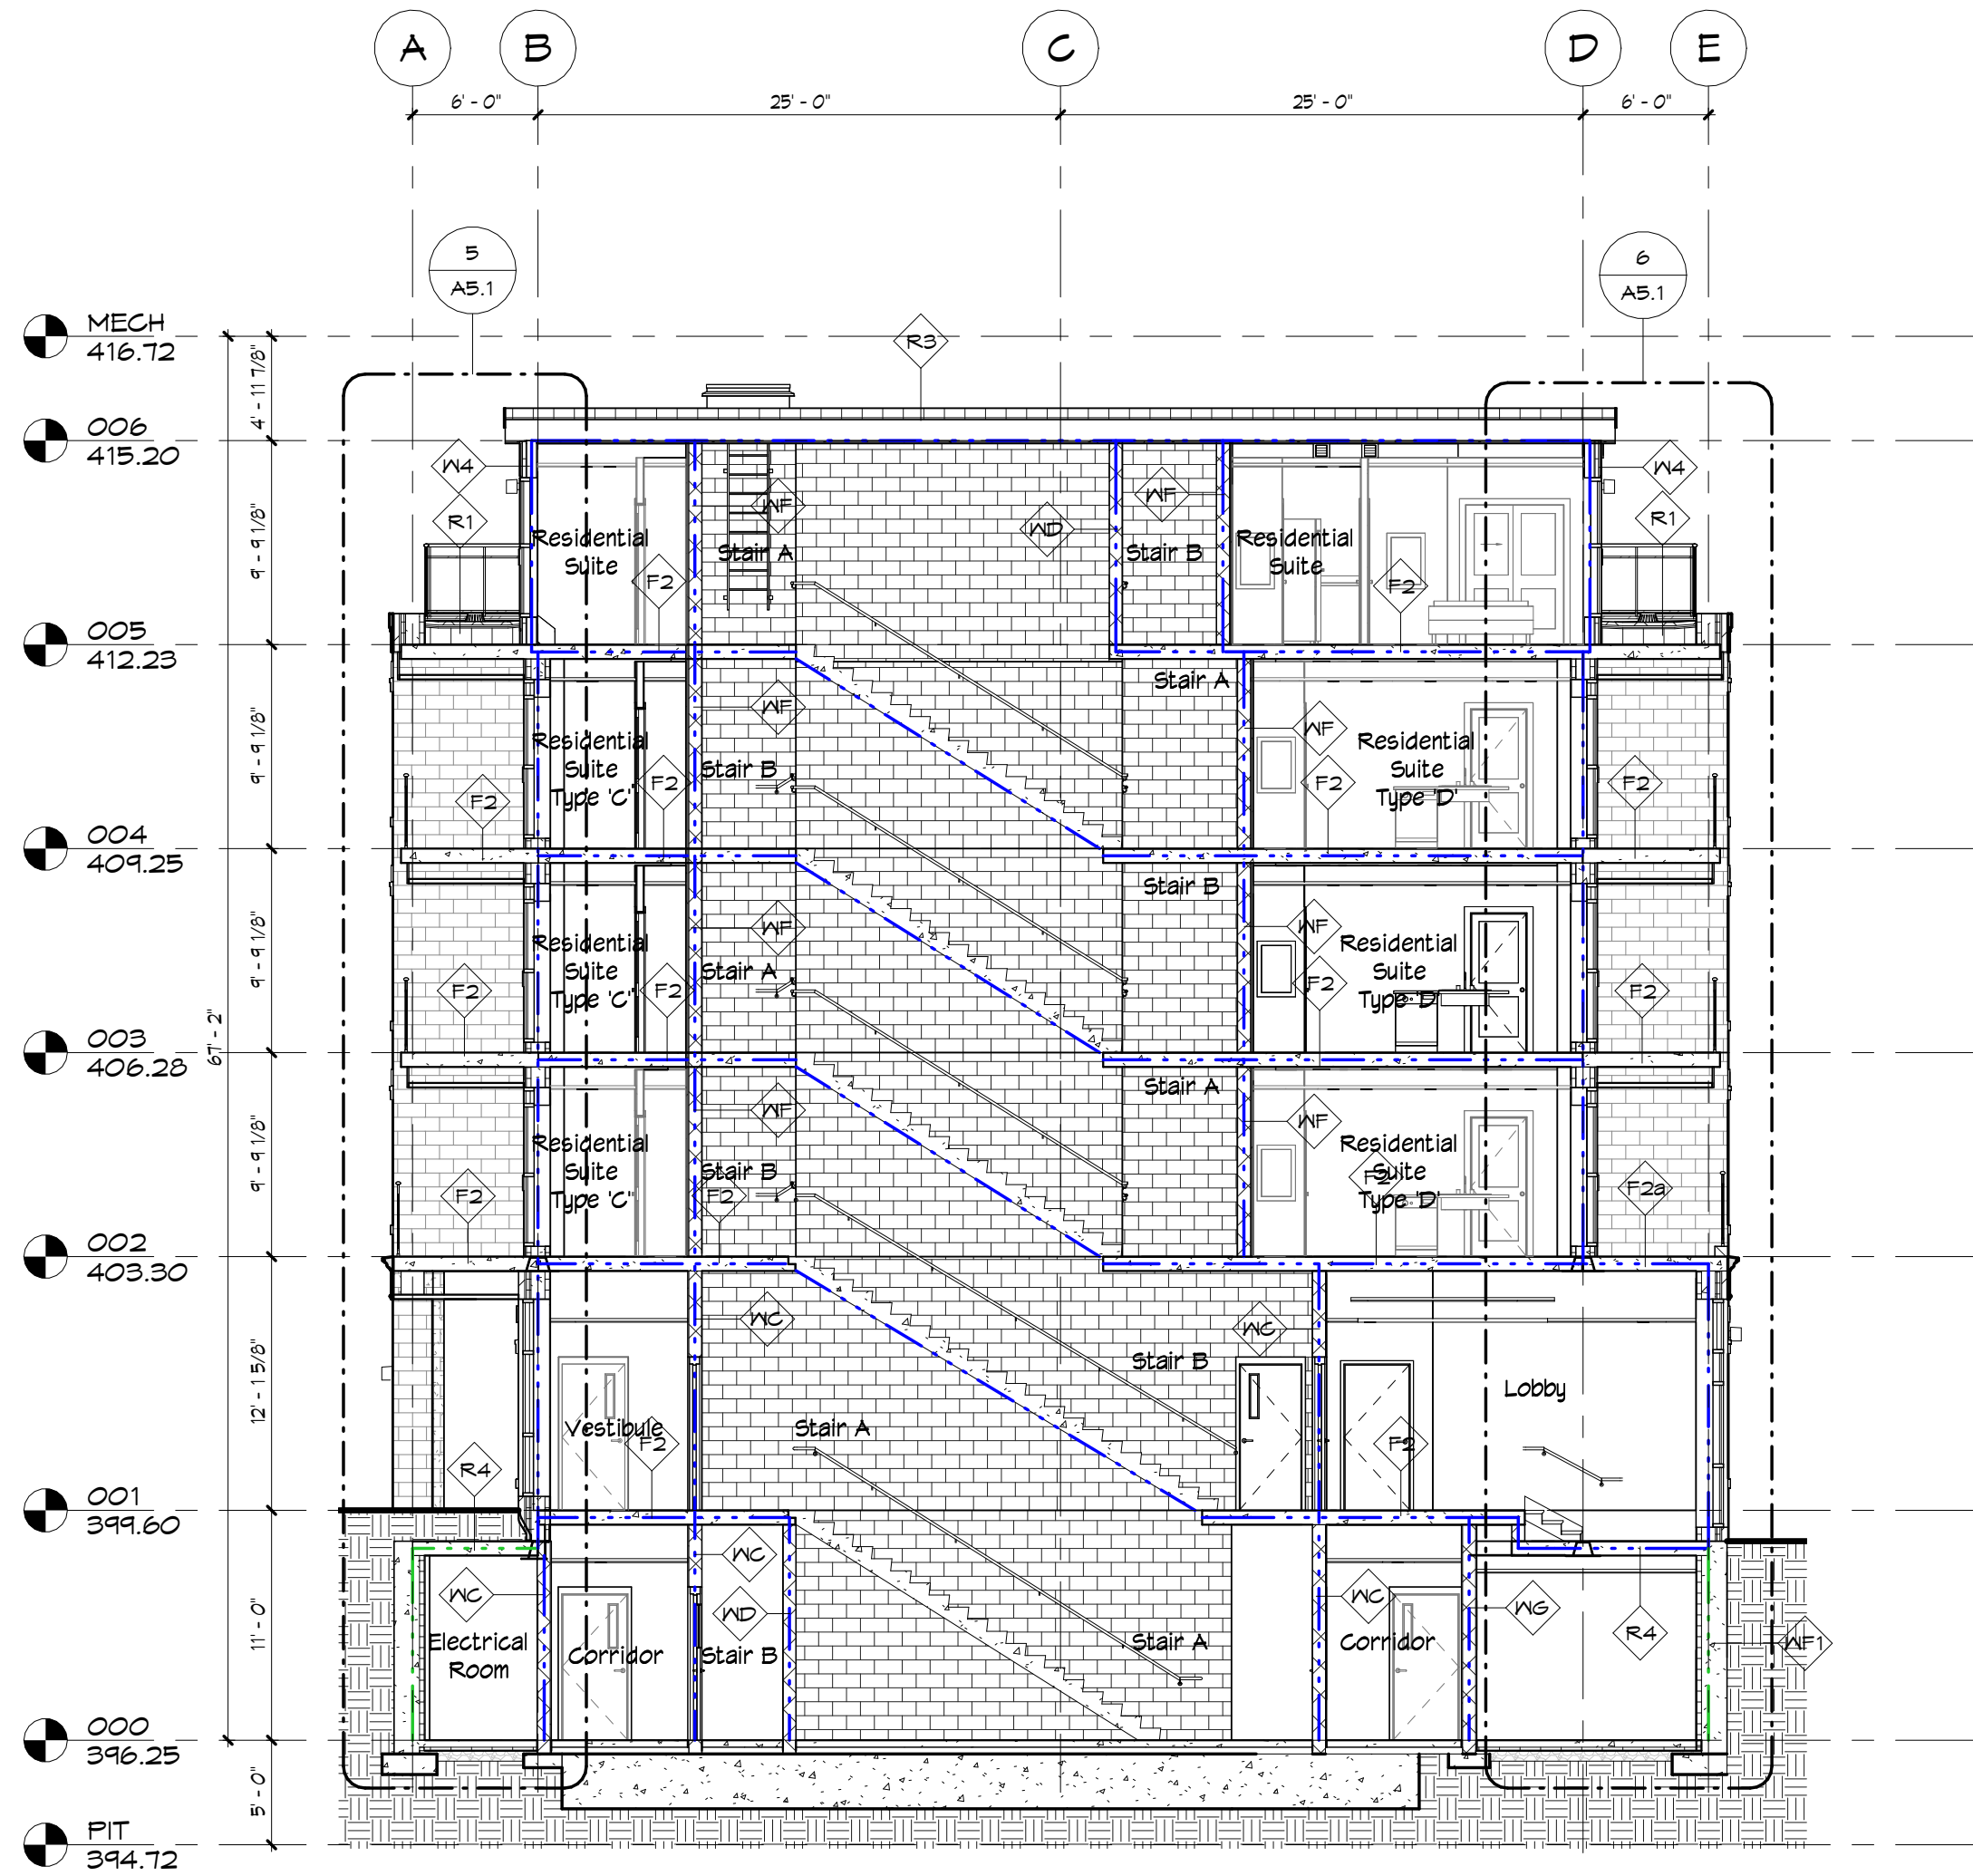 A B C D E
6' - 0" 25' - 0" 25' - 0" 6' - 0"
5
A5.1
6
A5.1
MECH
416.72
R3
4' - 11 7/8"
006
415.20
W4 W4
R1 R1
WF WF
WD
9' - 9 1/8"
Residential
Suite
Stair A
Stair B
Residential
Suite
F2 F2
005
412.23
Stair A
WF WF
9' - 9 1/8"
Residential
Suite
Type 'C'
Stair B
Residential
Suite
Type 'D'
F2 F2 F2 F2
004
409.25
Stair B
WF WF
9' - 9 1/8"
Residential
Suite
Type 'C'
Stair A
Residential
Suite
Type 'D'
F2 F2 F2 F2
67' - 2"
003
406.28
Stair A
WF WF
9' - 9 1/8"
Residential
Suite
Type 'C'
Stair B
Residential
Suite
Type 'D'
F2 F2 F2 F2a
002
403.30
WC WC
Stair B
12' - 1 5/8"
Lobby
Vestibule
Stair A
F2 F2
R4
001
399.60
WC
WC WD WC WG
11' - 0"
Electrical
Room
Corridor
Stair B
Stair A
Corridor
R4
WF1
000
396.25
5' - 0"
PIT
394.72